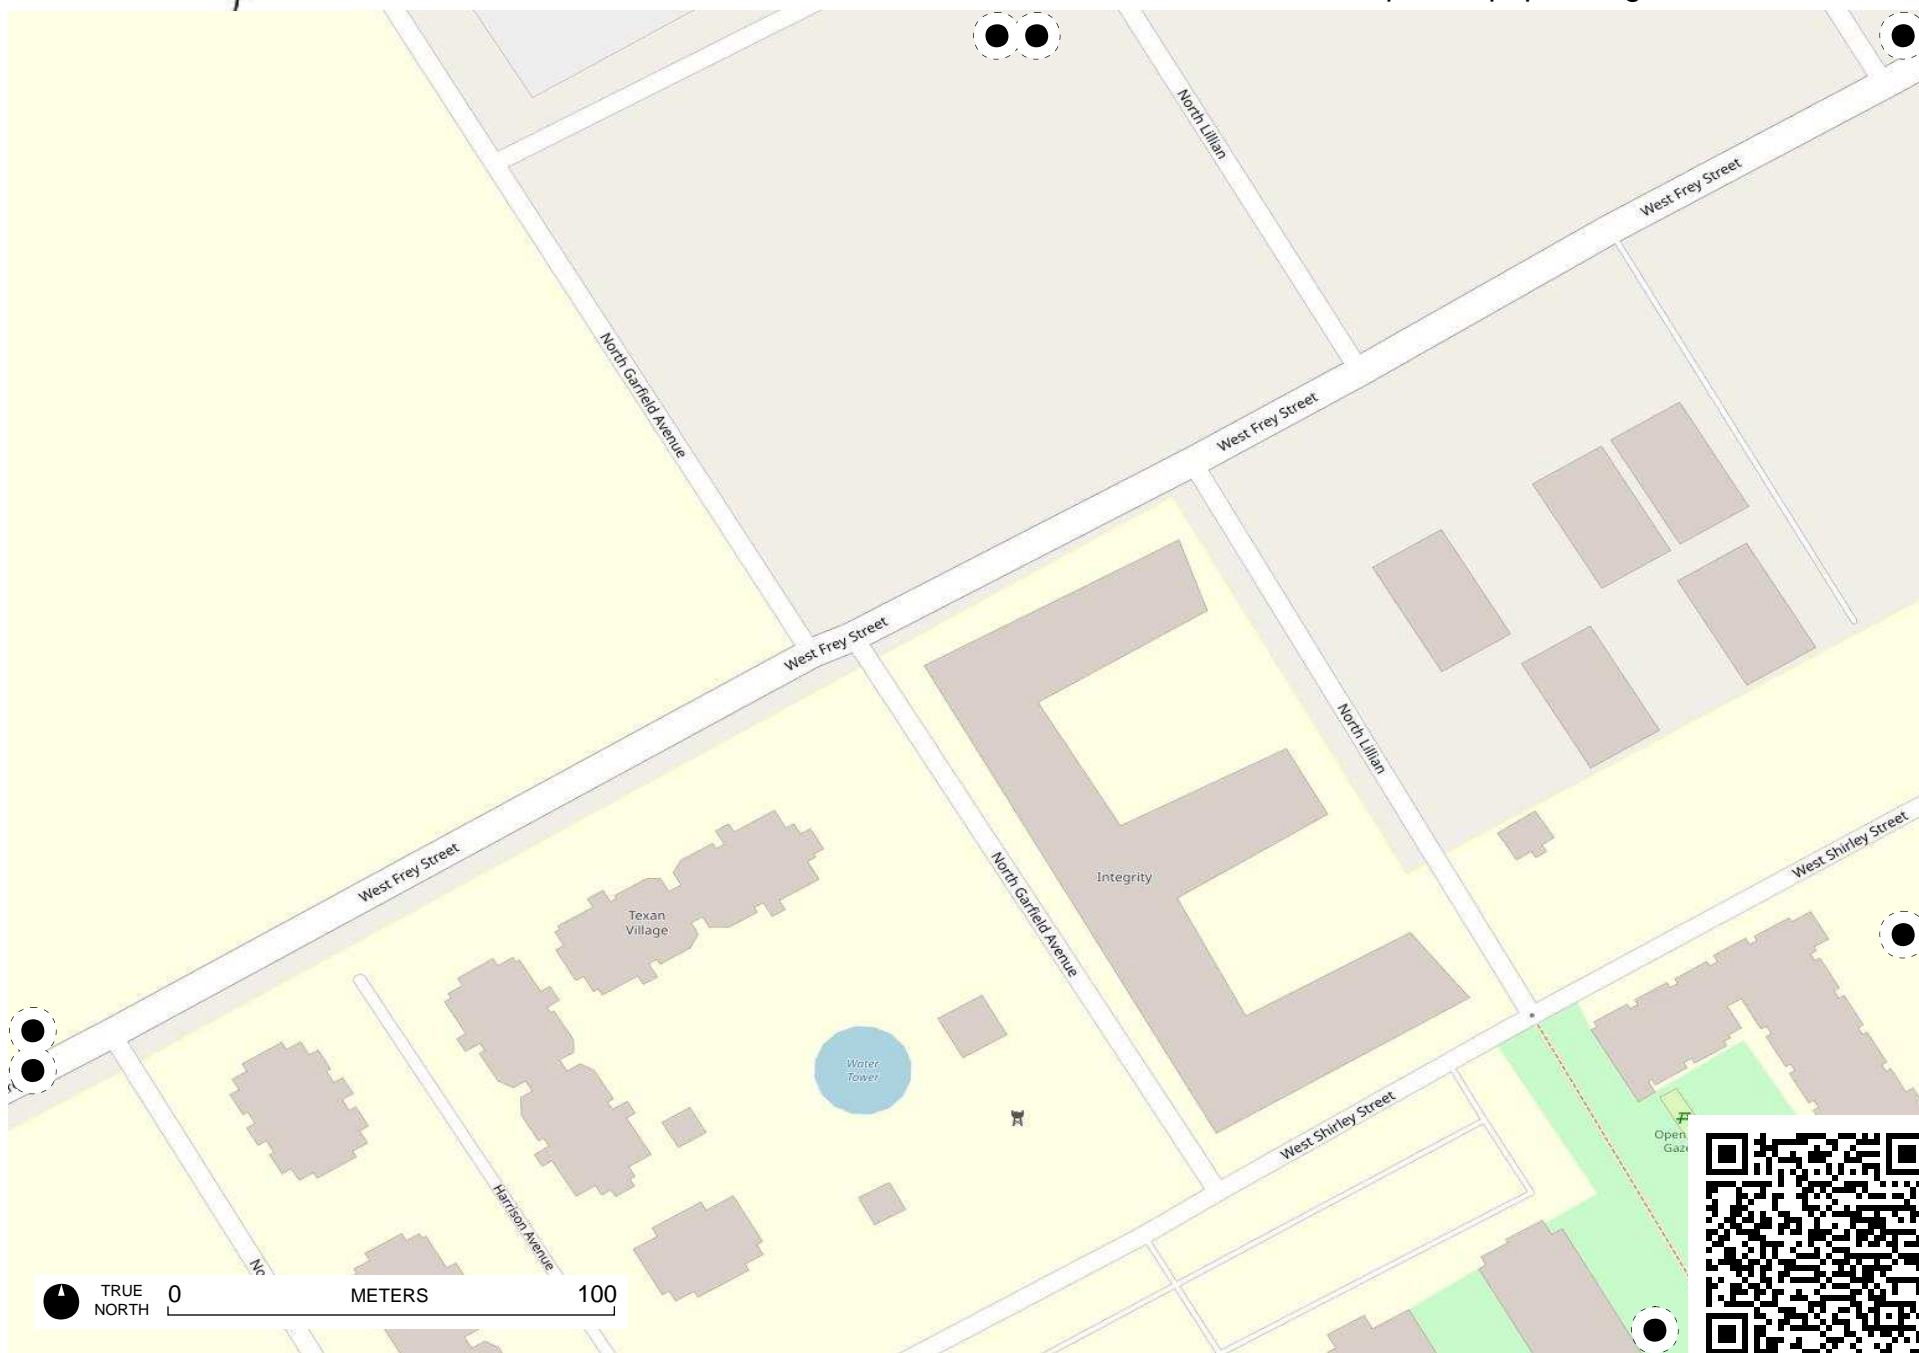 North Lillian
West Frey Street
North Garfield Avenue
West Frey Street
West Frey Street
North Lillian
West Shirley Street
West Frey Street
North Garfield Avenue
Integrity
Texan
Village
Water
Tower
West Shirley Street
Open
Harrison Avenue
No
TRUE
NORTH
0
METERS
100